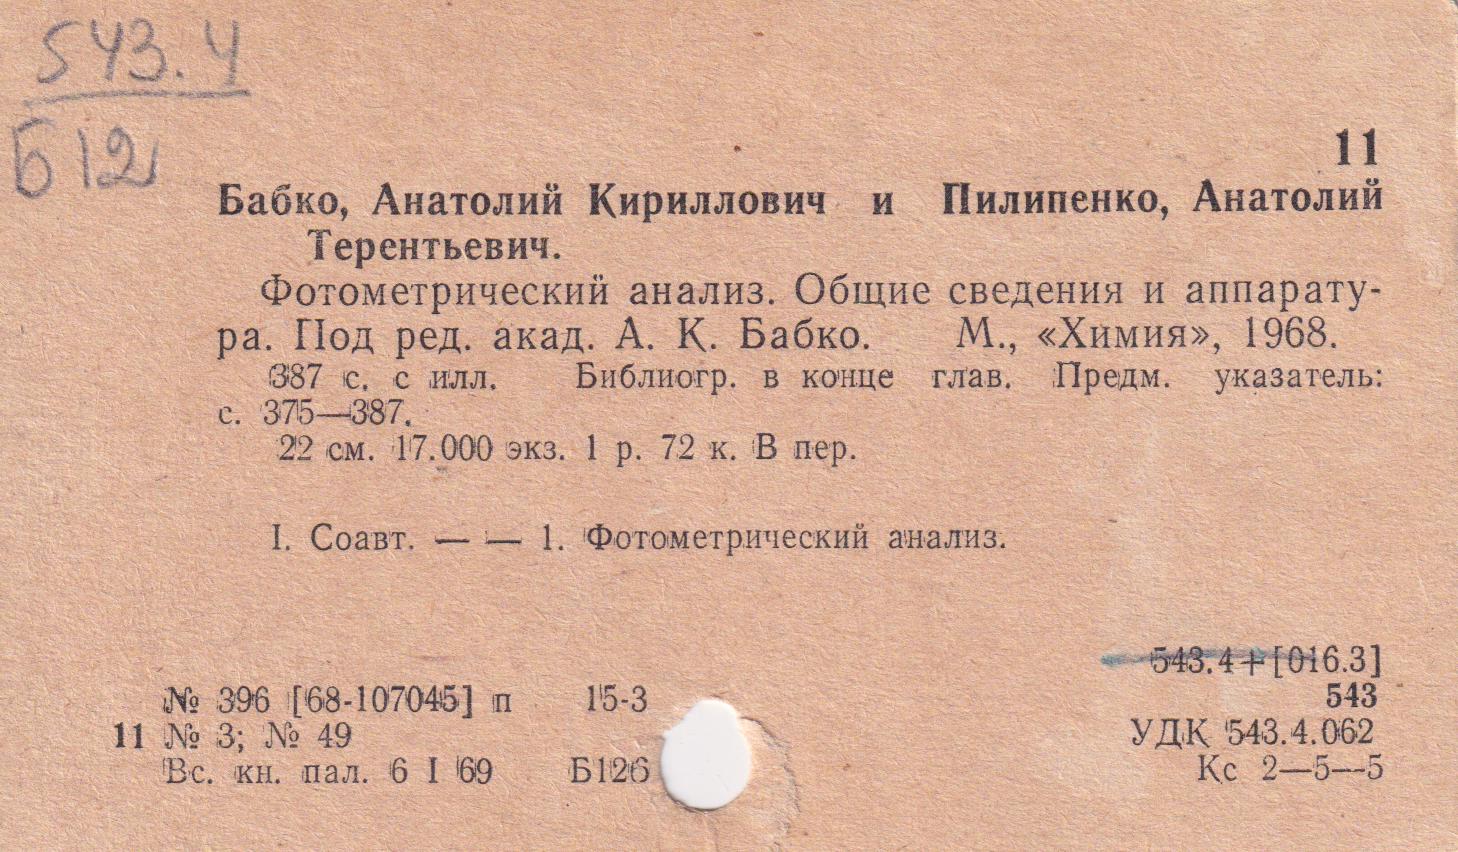 543.4
Б 12
11
Бабко, Анатолий Кириллович и Пилипенко, Анатолий
Терентьевич.
Фотометрический анализ. Общие сведения и аппарату-
ра. Под ред. акад. А. К. Бабко. М., «Химия», 1968.
387 с. с илл. Библиогр. в конце глав. Предм. указатель:
с. 375—387.
22 см. 17.000 экз. 1 р. 72 к. В пер.
I. Соавт. — — 1. Фотометрический анализ.
543.4+[016.3]
№ 396 [68-107045] п 15-3 543
11 № 3; № 49 УДК 543.4.062
Вс. кн. пал. 6 I 69 Б126 Кс 2—5—5